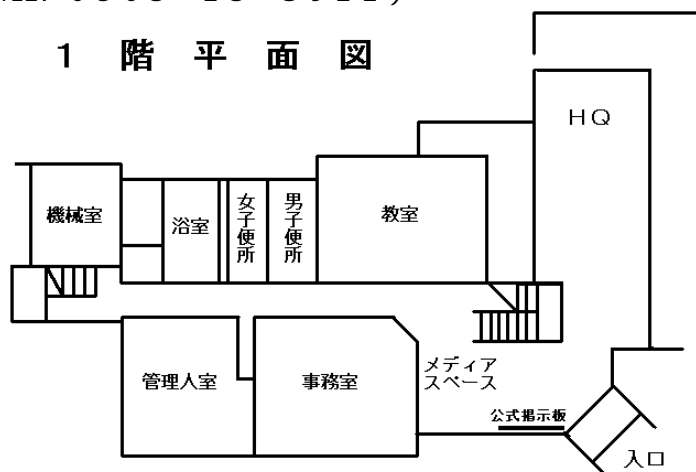 １ 階 平 面 図
ＨＱ
機械室
浴室
女子便所
男子便所
教室
管理人室
事務室
メディア
スペース
公式掲示板
入口